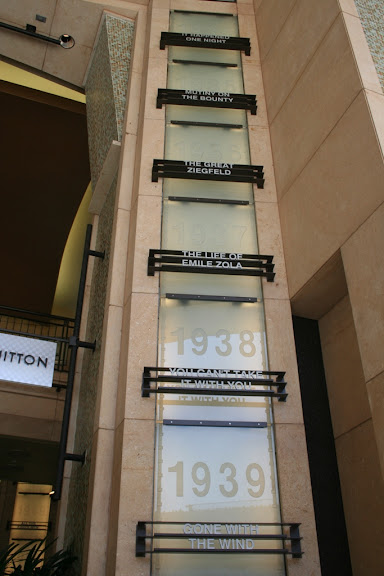 IT HAPPENED
ONE NIGHT
MUTINY ON
THE BOUNTY
THE GREAT
ZIEGFELD
1937
THE LIFE OF
EMILE ZOLA
1938
YOU CAN'T TAKE
IT WITH YOU
1939
GONE WITH
THE WIND
UITTON